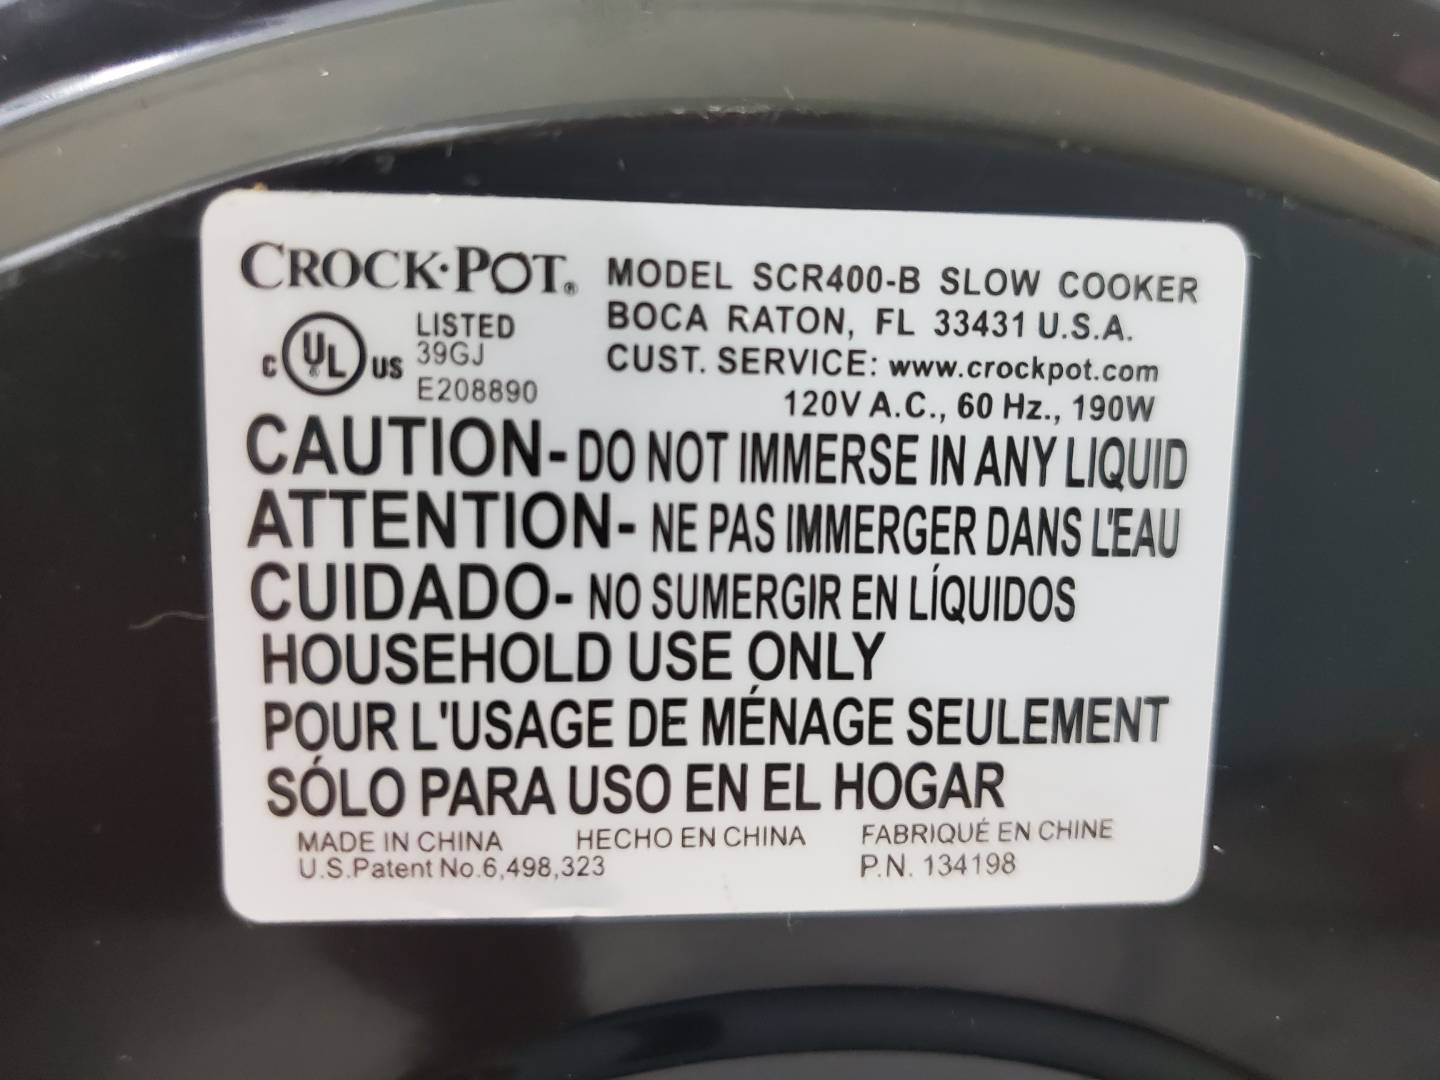 CROCK·POT® MODEL SCR400-B SLOW COOKER
BOCA RATON, FL 33431 U.S.A.
CUST. SERVICE: www.crockpot.com
120V A.C., 60 Hz., 190W
C UL® US LISTED
39GJ
E208890
CAUTION- DO NOT IMMERSE IN ANY LIQUID
ATTENTION- NE PAS IMMERGER DANS L'EAU
CUIDADO- NO SUMERGIR EN LÍQUIDOS
HOUSEHOLD USE ONLY
POUR L'USAGE DE MÉNAGE SEULEMENT
SÓLO PARA USO EN EL HOGAR
MADE IN CHINA HECHO EN CHINA FABRIQUÉ EN CHINE
U.S.Patent No.6,498,323 P.N. 134198